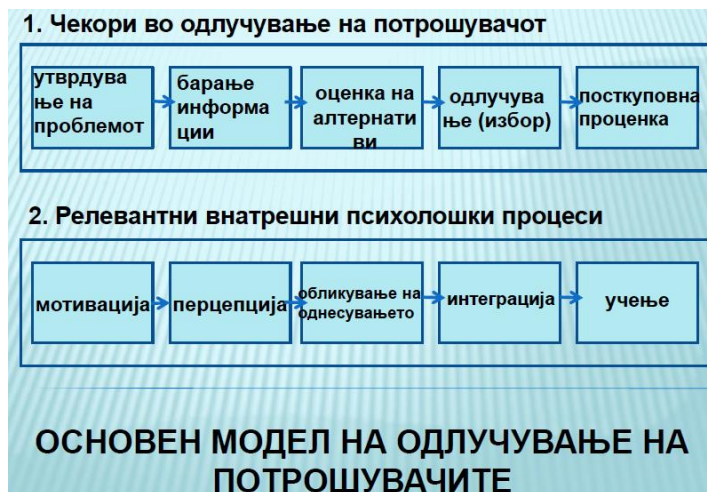 1. Чекори во одлучување на потрошувачот
утврдува
ње на
проблемот
барање
информа
ции
оценка на
алтернати
ви
одлучува
ње (избор)
посткуповна
проценка
2. Релевантни внатрешни психолошки процеси
мотивација
перцепција
обликување на
однесувањето
интеграција
учење
ОСНОВЕН МОДЕЛ НА ОДЛУЧУВАЊЕ НА
ПОТРОШУВАЧИТЕ